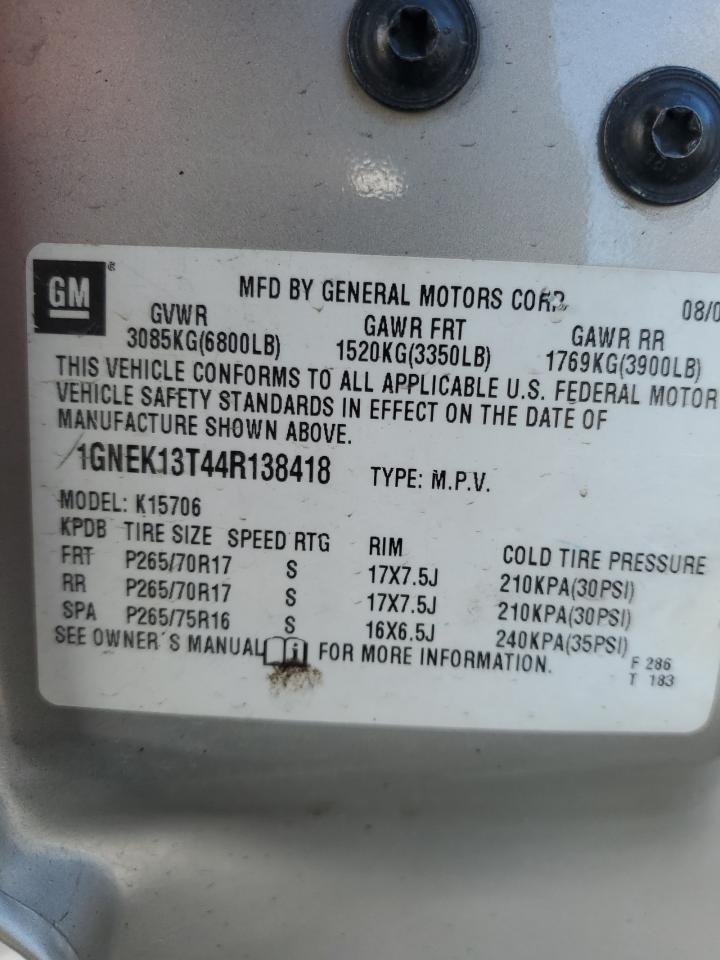 GM ®
MFD BY GENERAL MOTORS CORP. 08/0
GVWR GAWR FRT GAWR RR
3085KG(6800LB) 1520KG(3350LB) 1769KG(3900LB)
THIS VEHICLE CONFORMS TO ALL APPLICABLE U.S. FEDERAL MOTOR
VEHICLE SAFETY STANDARDS IN EFFECT ON THE DATE OF
MANUFACTURE SHOWN ABOVE.
1GNEK13T44R138418 TYPE: M.P.V.
MODEL: K15706
KPDB TIRE SIZE SPEED RTG RIM COLD TIRE PRESSURE
FRT P265/70R17 S 17X7.5J 210KPA(30PSI)
RR P265/70R17 S 17X7.5J 210KPA(30PSI)
SPA P265/75R16 S 16X6.5J 240KPA(35PSI)
SEE OWNER'S MANUAL i FOR MORE INFORMATION.
F 286
T 183